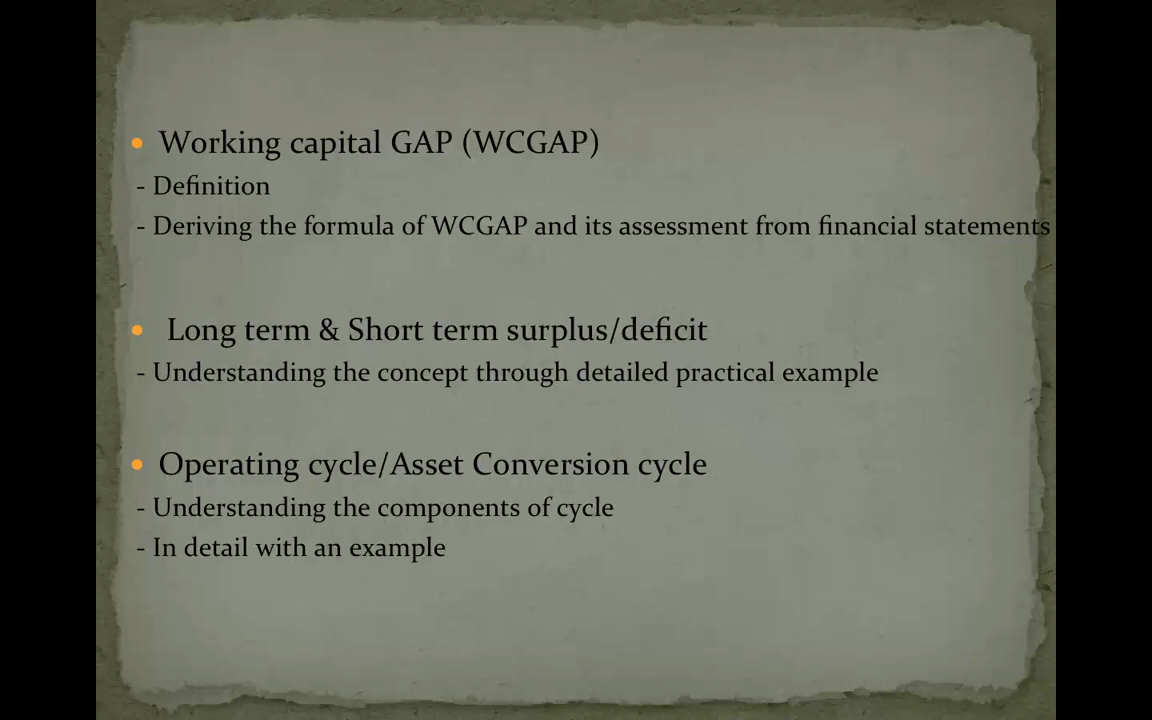 • Working capital GAP (WCGAP)
- Definition
- Deriving the formula of WCGAP and its assessment from financial statements
• Long term & Short term surplus/deficit
- Understanding the concept through detailed practical example
• Operating cycle/Asset Conversion cycle
- Understanding the components of cycle
- In detail with an example